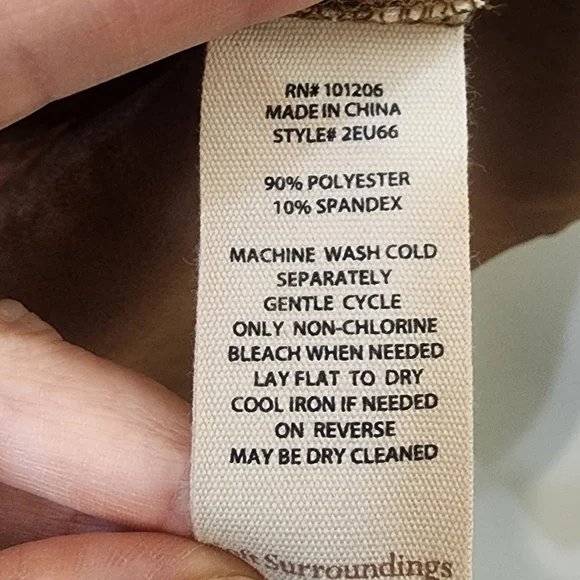 RN# 101206
MADE IN CHINA
STYLE# 2EU66
90% POLYESTER
10% SPANDEX
MACHINE WASH COLD
SEPARATELY
GENTLE CYCLE
ONLY NON-CHLORINE
BLEACH WHEN NEEDED
LAY FLAT TO DRY
COOL IRON IF NEEDED
ON REVERSE
MAY BE DRY CLEANED
Surroundings